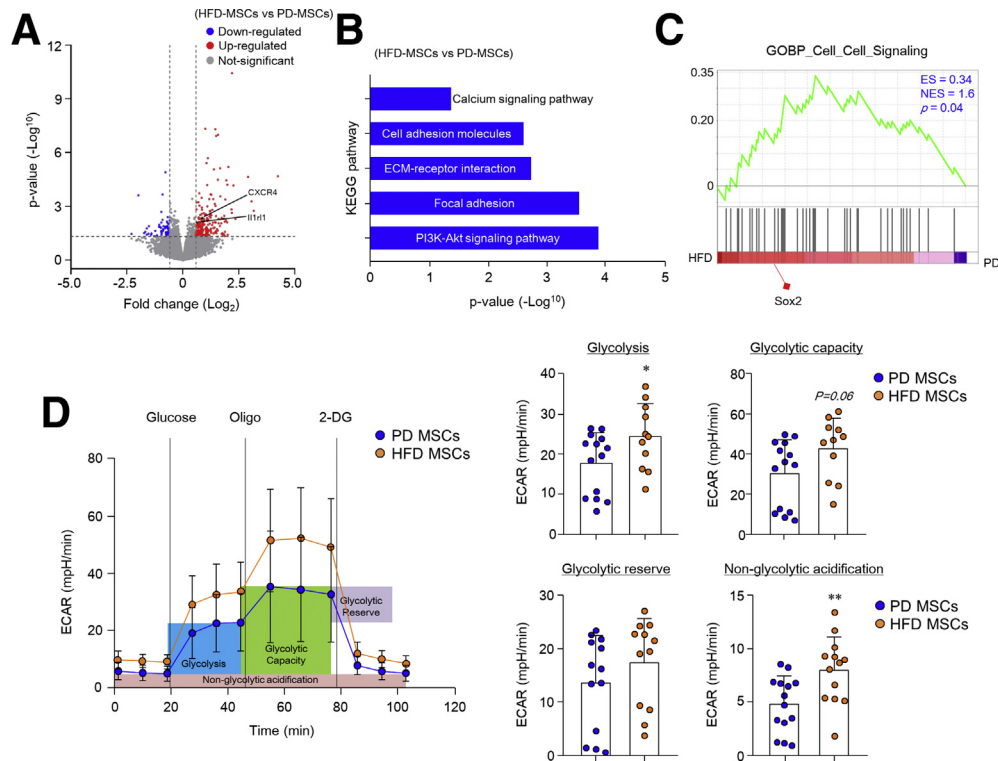 A
(HFD-MSCs vs PD-MSCs)
Down-regulated
Up-regulated
Not-significant
p-value (-Log10)
12
9
6
3
0
CXCR4
Il1rl1
-5.0
-2.5
0
2.5
5.0
Fold change (Log2)
B
(HFD-MSCs vs PD-MSCs)
KEGG pathway
Calcium signaling pathway
Cell adhesion molecules
ECM-receptor interaction
Focal adhesion
PI3K-Akt signaling pathway
0
1
2
3
4
5
p-value (-Log10)
C
GOBP_Cell_Cell_Signaling
0.35
0.20
0
ES = 0.34
NES = 1.6
p = 0.04
HFD
PD
Sox2
D
Glucose
Oligo
2-DG
PD MSCs
HFD MSCs
ECAR (mpH/min)
80
60
40
20
0
Glycolysis
Glycolytic
Capacity
Glycolytic
Reserve
Non-glycolytic acidification
0
20
40
60
80
100
120
Time (min)
Glycolysis
ECAR (mpH/min)
40
30
20
10
0
*
Glycolytic capacity
ECAR (mpH/min)
80
60
40
20
0
P=0.06
PD MSCs
HFD MSCs
Glycolytic reserve
ECAR (mpH/min)
30
20
10
0
Non-glycolytic acidification
ECAR (mpH/min)
15
10
5
0
**
PD MSCs
HFD MSCs